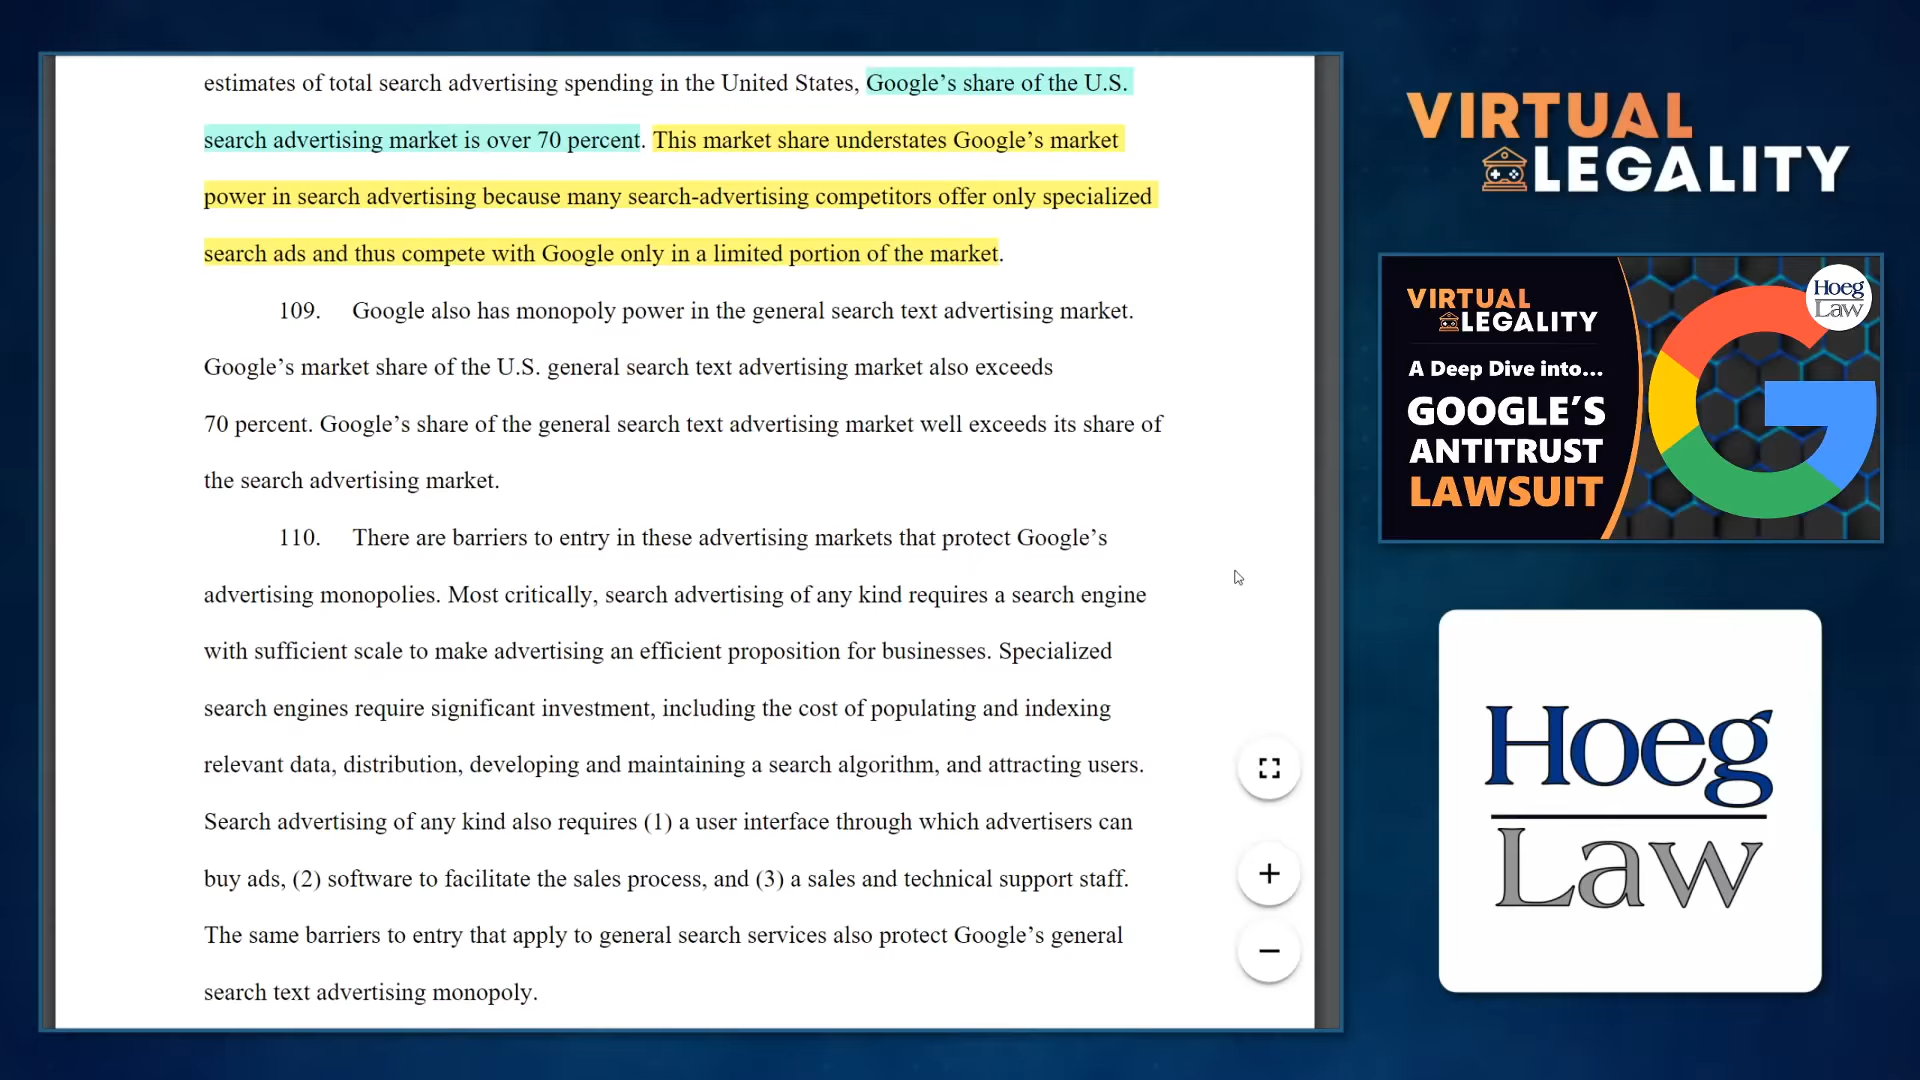 estimates of total search advertising spending in the United States, Google’s share of the U.S.
search advertising market is over 70 percent. This market share understates Google’s market
power in search advertising because many search-advertising competitors offer only specialized
search ads and thus compete with Google only in a limited portion of the market.
109. Google also has monopoly power in the general search text advertising market.
Google’s market share of the U.S. general search text advertising market also exceeds
70 percent. Google’s share of the general search text advertising market well exceeds its share of
the search advertising market.
110. There are barriers to entry in these advertising markets that protect Google’s
advertising monopolies. Most critically, search advertising of any kind requires a search engine
with sufficient scale to make advertising an efficient proposition for businesses. Specialized
search engines require significant investment, including the cost of populating and indexing
relevant data, distribution, developing and maintaining a search algorithm, and attracting users.
Search advertising of any kind also requires (1) a user interface through which advertisers can
buy ads, (2) software to facilitate the sales process, and (3) a sales and technical support staff.
The same barriers to entry that apply to general search services also protect Google’s general
search text advertising monopoly.
VIRTUAL
LEGALITY
VIRTUAL
LEGALITY
A Deep Dive into...
GOOGLE’S
ANTITRUST
LAWSUIT
Hoeg
Law
Hoeg
Law